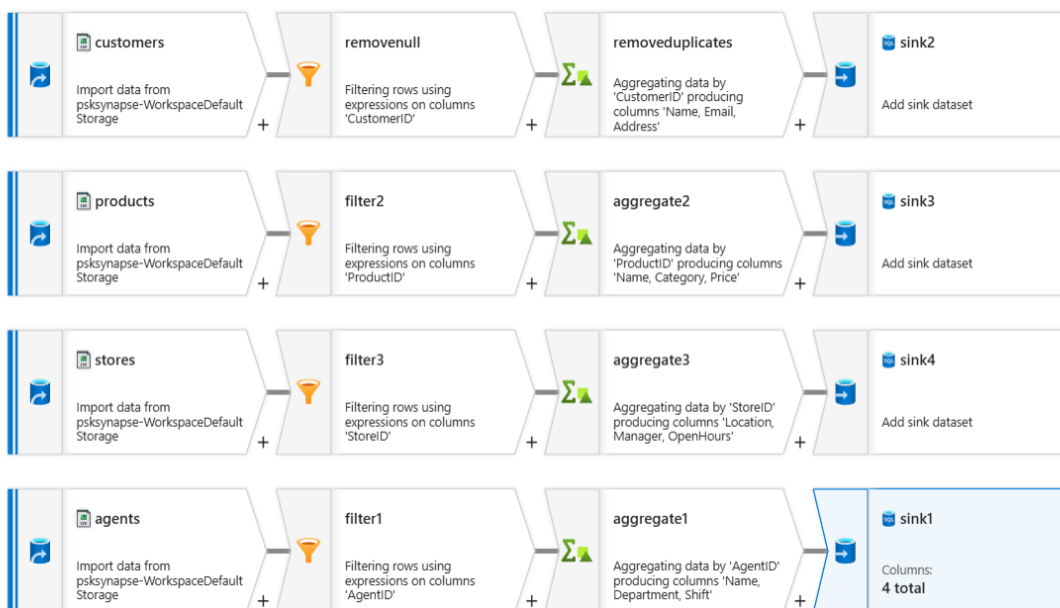 customers
Import data from
psksynapse-WorkspaceDefault
Storage
+
removenull
Filtering rows using
expressions on columns
'CustomerID'
+
removeduplicates
Aggregating data by
'CustomerID' producing
columns 'Name, Email,
Address'
+
sink2
Add sink dataset
products
Import data from
psksynapse-WorkspaceDefault
Storage
+
filter2
Filtering rows using
expressions on columns
'ProductID'
+
aggregate2
Aggregating data by
'ProductID' producing columns
'Name, Category, Price'
+
sink3
Add sink dataset
stores
Import data from
psksynapse-WorkspaceDefault
Storage
+
filter3
Filtering rows using
expressions on columns
'StoreID'
+
aggregate3
Aggregating data by 'StoreID'
producing columns 'Location,
Manager, OpenHours'
+
sink4
Add sink dataset
agents
Import data from
psksynapse-WorkspaceDefault
Storage
+
filter1
Filtering rows using
expressions on columns
'AgentID'
+
aggregate1
Aggregating data by 'AgentID'
producing columns 'Name,
Department, Shift'
+
sink1
Columns:
4 total